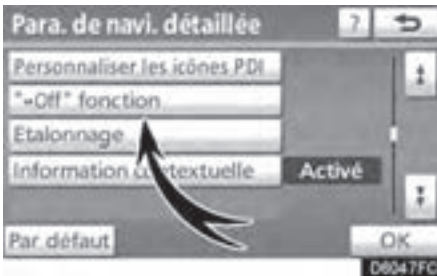 Para. de navi. détaillée ?
Personnaliser les icônes PDI
"Off" fonction
Etalonnage
Information contextuelle Activé
Par défaut OK
D6047FC